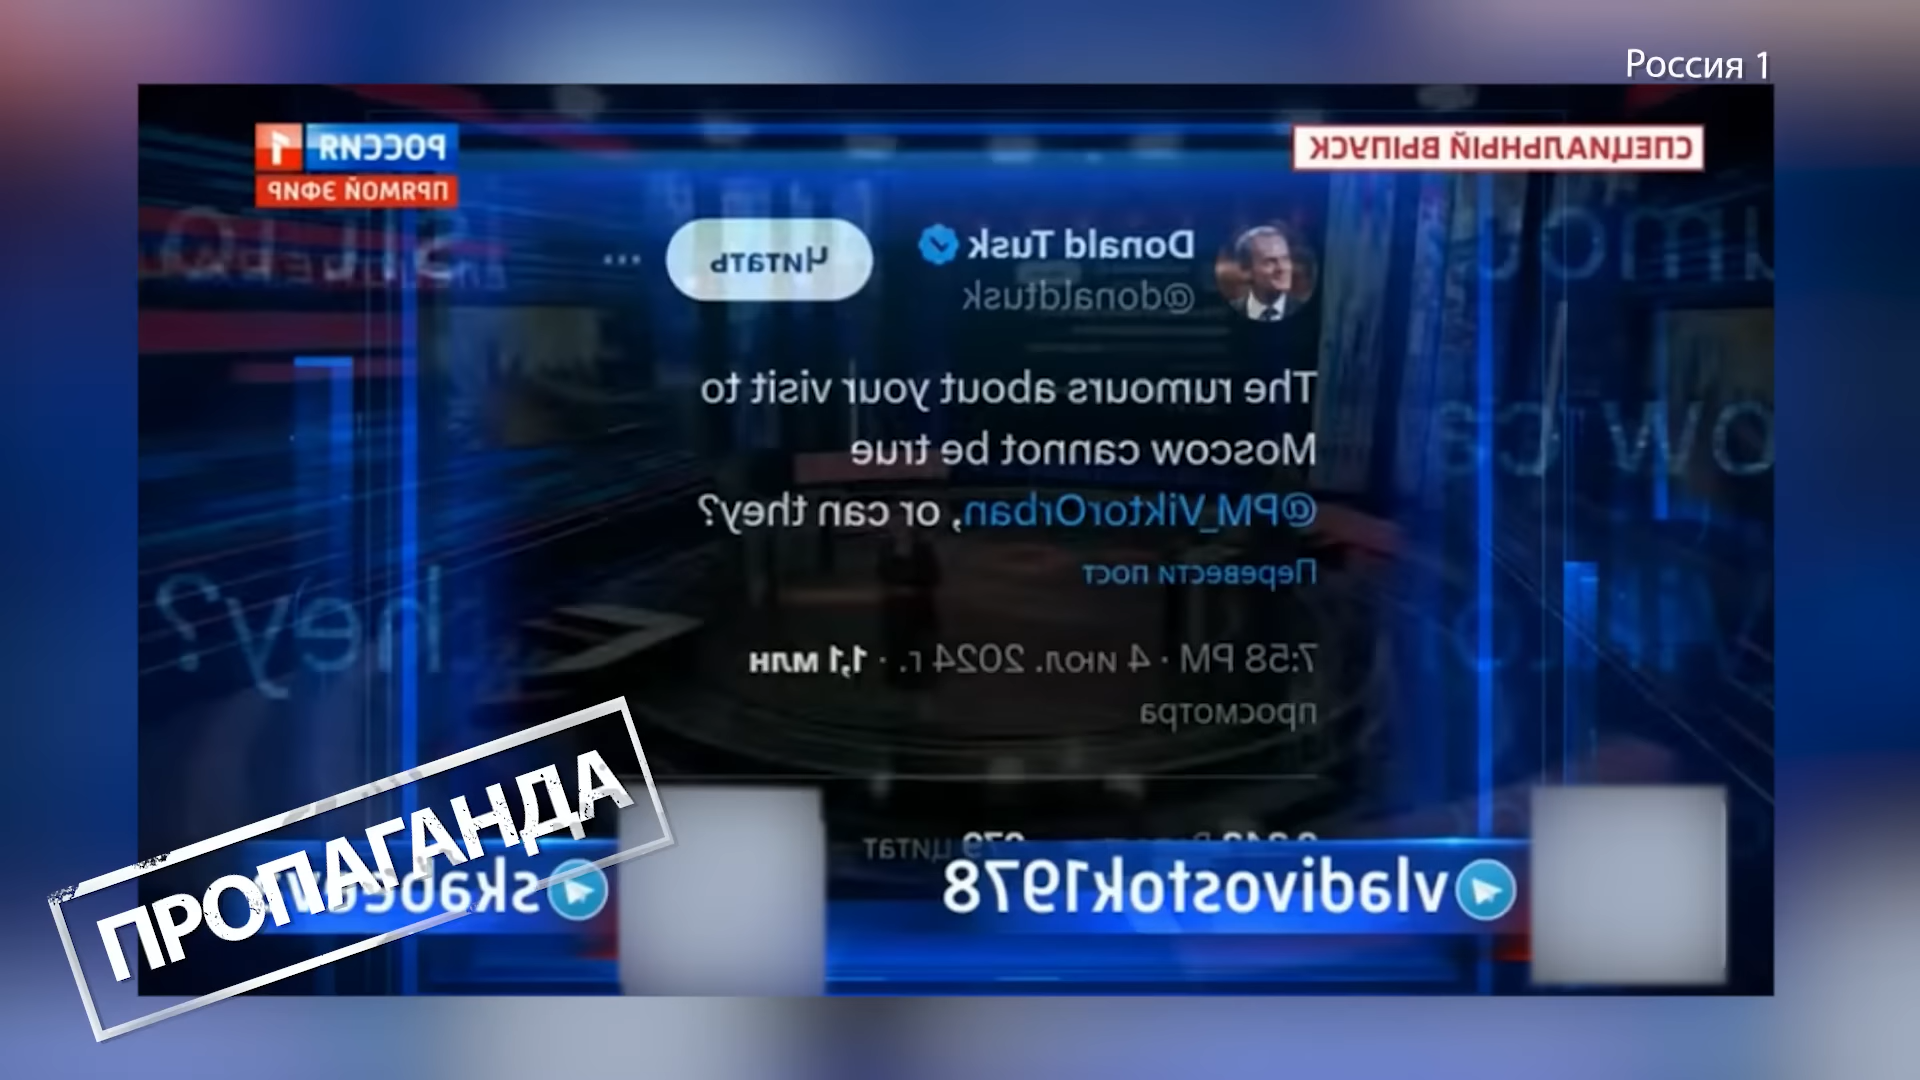 Россия 1
РОССИЯ 1
СПЕЦИАЛЬНЫЙ ВЫПУСК
ПРЯМОЙ ЭФИР
Donald Tusk
@donaldtusk
Читать
The rumours about your visit to
Moscow cannot be true
@PM_ViktorOrban, or can they?
Перевести пост
7:58 PM · 4 июл. 2024 г. · 1,1 млн
просмотра
цитат
hey?
vladivostok1978
ПРОПАГАНДА